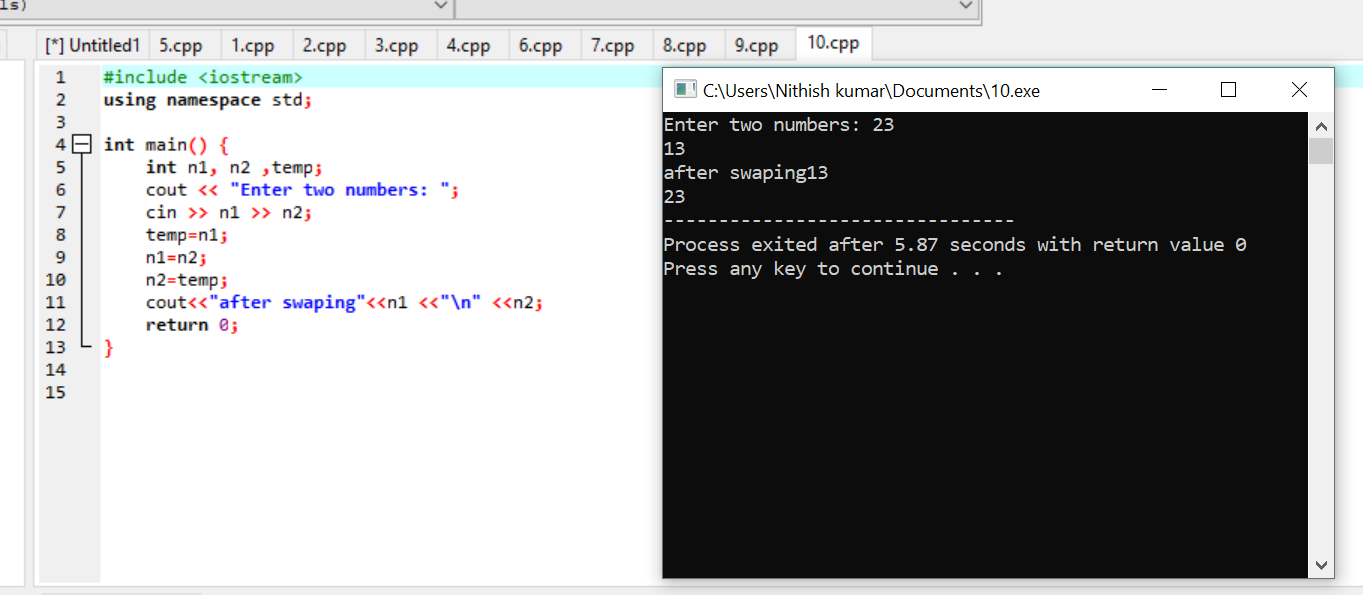 ls)
[*] Untitled1 5.cpp 1.cpp 2.cpp 3.cpp 4.cpp 6.cpp 7.cpp 8.cpp 9.cpp 10.cpp
1 #include <iostream>
2 using namespace std;
3
4 int main() {
5 int n1, n2 ,temp;
6 cout << "Enter two numbers: ";
7 cin >> n1 >> n2;
8 temp=n1;
9 n1=n2;
10 n2=temp;
11 cout<<"after swaping"<<n1 <<"\n" <<n2;
12 return 0;
13 }
14
15
C:\Users\Nithish kumar\Documents\10.exe
Enter two numbers: 23
13
after swaping13
23
--------------------------------
Process exited after 5.87 seconds with return value 0
Press any key to continue . . .